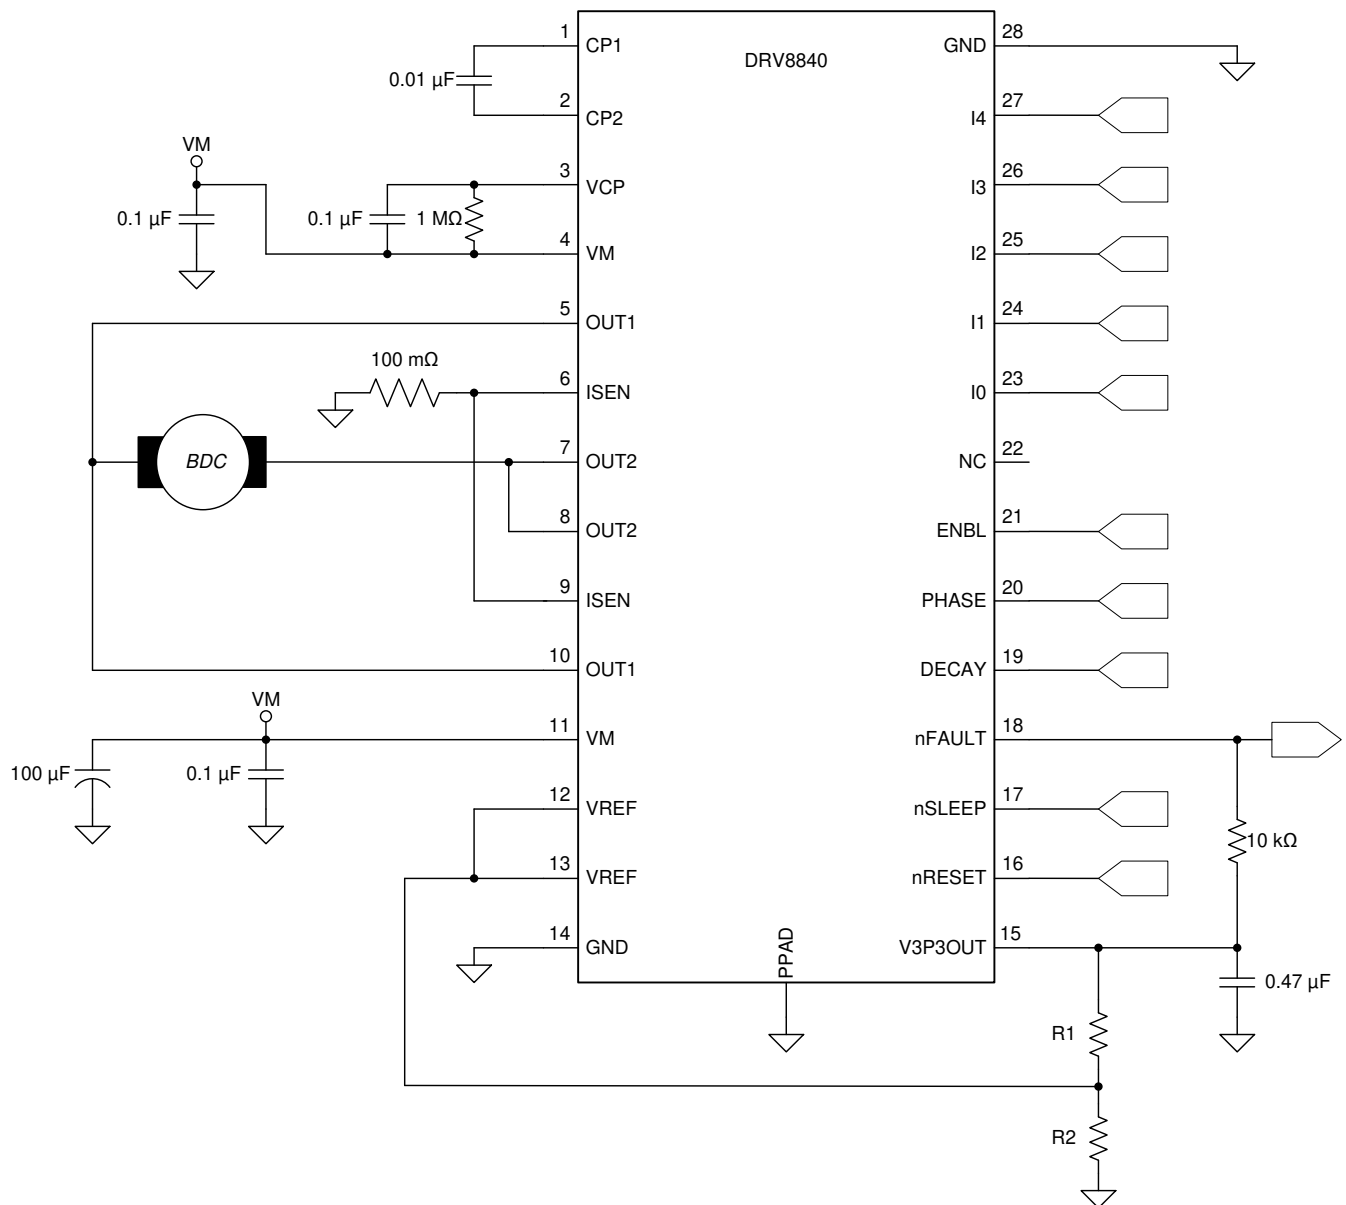 DRV8840
1
CP1
0.01 µF
2
CP2
VM
3
VCP
0.1 µF
0.1 µF
1 MΩ
4
VM
5
OUT1
100 mΩ
6
ISEN
BDC
7
OUT2
8
OUT2
9
ISEN
10
OUT1
VM
11
VM
100 µF
0.1 µF
12
VREF
13
VREF
14
GND
PPAD
GND
28
I4
27
I3
26
I2
25
I1
24
I0
23
NC
22
ENBL
21
PHASE
20
DECAY
19
nFAULT
18
nSLEEP
17
10 kΩ
nRESET
16
V3P3OUT
15
0.47 µF
R1
R2